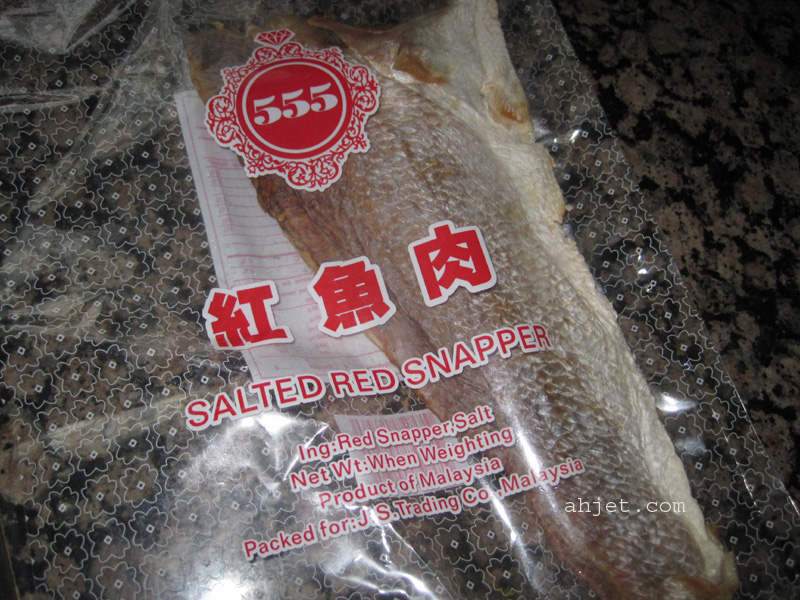 555
紅魚肉
SALTED RED SNAPPER
Ing:Red Snapper,Salt
Net Wt:When Weighting
Product of Malaysia
Packed for:J.S.Trading Co.,Malaysia
ahjet.com